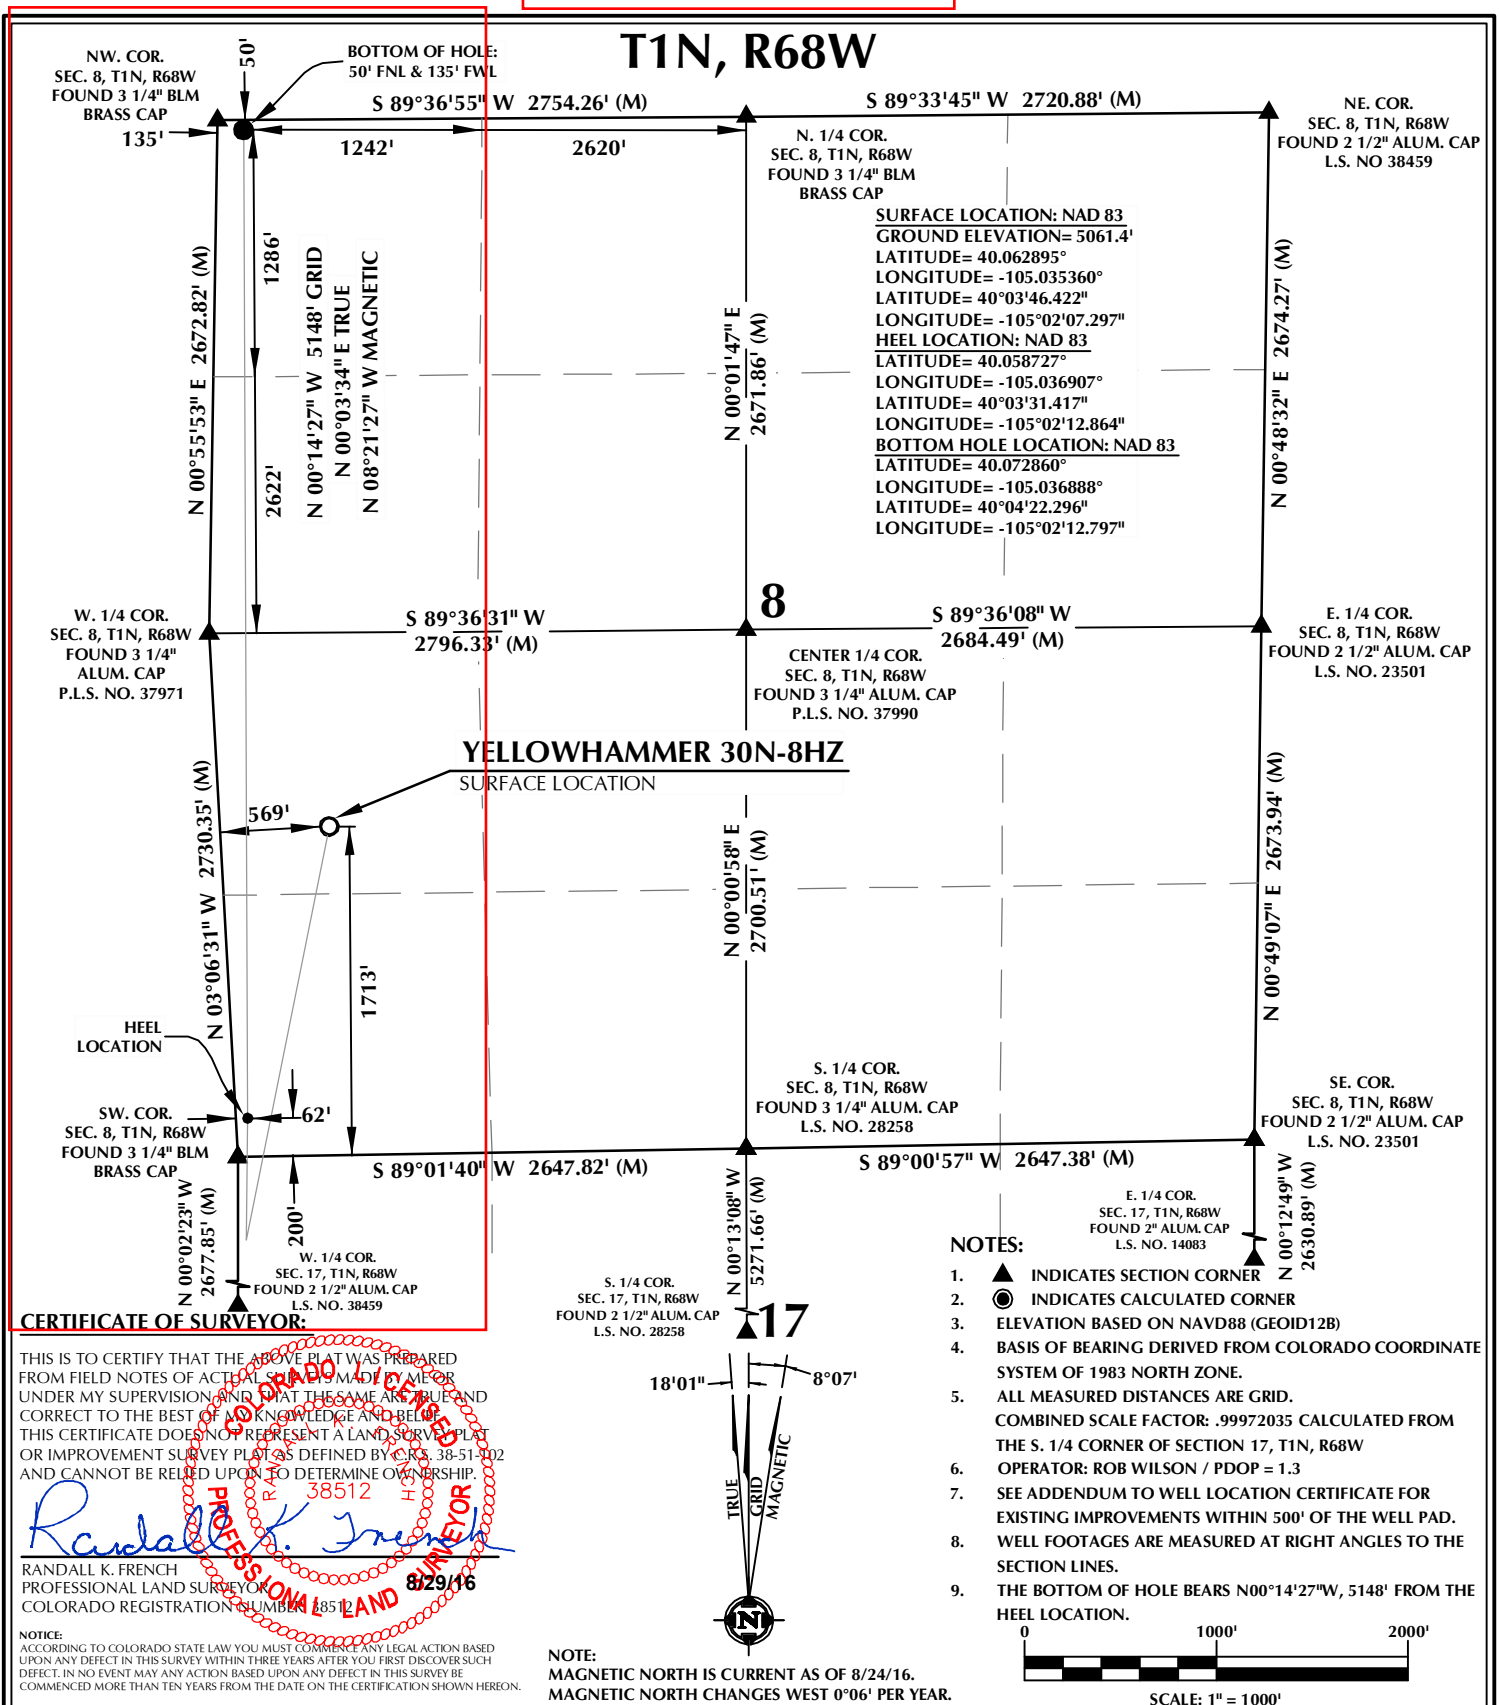 T1N, R68W
NW. COR.
SEC. 8, T1N, R68W
FOUND 3 1/4" BLM
BRASS CAP
50'
BOTTOM OF HOLE:
50' FNL & 135' FWL
S 89°36'55" W 2754.26' (M)
S 89°33'45" W 2720.88' (M)
NE. COR.
SEC. 8, T1N, R68W
FOUND 2 1/2" ALUM. CAP
L.S. NO 38459
135'
1242'
2620'
N. 1/4 COR.
SEC. 8, T1N, R68W
FOUND 3 1/4" BLM
BRASS CAP
SURFACE LOCATION: NAD 83
GROUND ELEVATION= 5061.4'
LATITUDE= 40.062895°
LONGITUDE= -105.035360°
LATITUDE= 40°03'46.422"
LONGITUDE= -105°02'07.297"
HEEL LOCATION: NAD 83
LATITUDE= 40.058727°
LONGITUDE= -105.036907°
LATITUDE= 40°03'31.417"
LONGITUDE= -105°02'12.864"
BOTTOM HOLE LOCATION: NAD 83
LATITUDE= 40.072860°
LONGITUDE= -105.036888°
LATITUDE= 40°04'22.296"
LONGITUDE= -105°02'12.797"
N 00°55'53" E 2672.82' (M)
1286'
2622'
N 00°14'27" W 5148' GRID
N 00°03'34" E TRUE
N 08°21'27" W MAGNETIC
N 00°01'47" E
2671.86' (M)
N 00°48'32" E 2674.27' (M)
W. 1/4 COR.
SEC. 8, T1N, R68W
FOUND 3 1/4"
ALUM. CAP
P.L.S. NO. 37971
S 89°36'31" W
2796.33' (M)
8
S 89°36'08" W
2684.49' (M)
E. 1/4 COR.
SEC. 8, T1N, R68W
FOUND 2 1/2" ALUM. CAP
L.S. NO. 23501
CENTER 1/4 COR.
SEC. 8, T1N, R68W
FOUND 3 1/4" ALUM. CAP
P.L.S. NO. 37990
YELLOWHAMMER 30N-8HZ
SURFACE LOCATION
569'
1713'
N 03°06'31" W 2730.35' (M)
N 00°00'58" E
2700.51' (M)
N 00°49'07" E 2673.94' (M)
HEEL
LOCATION
62'
SW. COR.
SEC. 8, T1N, R68W
FOUND 3 1/4" BLM
BRASS CAP
S 89°01'40" W 2647.82' (M)
S. 1/4 COR.
SEC. 8, T1N, R68W
FOUND 3 1/4" ALUM. CAP
L.S. NO. 28258
S 89°00'57" W 2647.38' (M)
SE. COR.
SEC. 8, T1N, R68W
FOUND 2 1/2" ALUM. CAP
L.S. NO. 23501
N 00°02'23" W
2677.85' (M)
200'
W. 1/4 COR.
SEC. 17, T1N, R68W
FOUND 2 1/2" ALUM. CAP
L.S. NO. 38459
N 00°13'08" W
5271.66' (M)
S. 1/4 COR.
SEC. 17, T1N, R68W
FOUND 2 1/2" ALUM. CAP
L.S. NO. 28258
17
E. 1/4 COR.
SEC. 17, T1N, R68W
FOUND 2" ALUM. CAP
L.S. NO. 14083
N 00°12'49" W
2630.89' (M)
CERTIFICATE OF SURVEYOR:
THIS IS TO CERTIFY THAT THE ABOVE PLAT WAS PREPARED
FROM FIELD NOTES OF ACTUAL SURVEYS MADE BY ME OR
UNDER MY SUPERVISION AND THAT THE SAME ARE TRUE AND
CORRECT TO THE BEST OF MY KNOWLEDGE AND BELIEF.
THIS CERTIFICATE DOES NOT REPRESENT A LAND SURVEY PLAT
OR IMPROVEMENT SURVEY PLAT AS DEFINED BY C.R.S. 38-51-102
AND CANNOT BE RELIED UPON TO DETERMINE OWNERSHIP.
COLORADO LICENSED
RANDALL K. FRENCH
38512
PROFESSIONAL LAND SURVEYOR
Randall K. French
8/29/16
RANDALL K. FRENCH
PROFESSIONAL LAND SURVEYOR
COLORADO REGISTRATION NUMBER 38512
NOTICE:
ACCORDING TO COLORADO STATE LAW YOU MUST COMMENCE ANY LEGAL ACTION BASED
UPON ANY DEFECT IN THIS SURVEY WITHIN THREE YEARS AFTER YOU FIRST DISCOVER SUCH
DEFECT. IN NO EVENT MAY ANY ACTION BASED UPON ANY DEFECT IN THIS SURVEY BE
COMMENCED MORE THAN TEN YEARS FROM THE DATE ON THE CERTIFICATION SHOWN HEREON.
18'01"
8°07'
TRUE
GRID
MAGNETIC
N
NOTE:
MAGNETIC NORTH IS CURRENT AS OF 8/24/16.
MAGNETIC NORTH CHANGES WEST 0°06' PER YEAR.
NOTES:
1. INDICATES SECTION CORNER
2. INDICATES CALCULATED CORNER
3. ELEVATION BASED ON NAVD88 (GEOID12B)
4. BASIS OF BEARING DERIVED FROM COLORADO COORDINATE
SYSTEM OF 1983 NORTH ZONE.
5. ALL MEASURED DISTANCES ARE GRID.
COMBINED SCALE FACTOR: .99972035 CALCULATED FROM
THE S. 1/4 CORNER OF SECTION 17, T1N, R68W
6. OPERATOR: ROB WILSON / PDOP = 1.3
7. SEE ADDENDUM TO WELL LOCATION CERTIFICATE FOR
EXISTING IMPROVEMENTS WITHIN 500' OF THE WELL PAD.
8. WELL FOOTAGES ARE MEASURED AT RIGHT ANGLES TO THE
SECTION LINES.
9. THE BOTTOM OF HOLE BEARS N00°14'27"W, 5148' FROM THE
HEEL LOCATION.
0 1000' 2000'
SCALE: 1" = 1000'